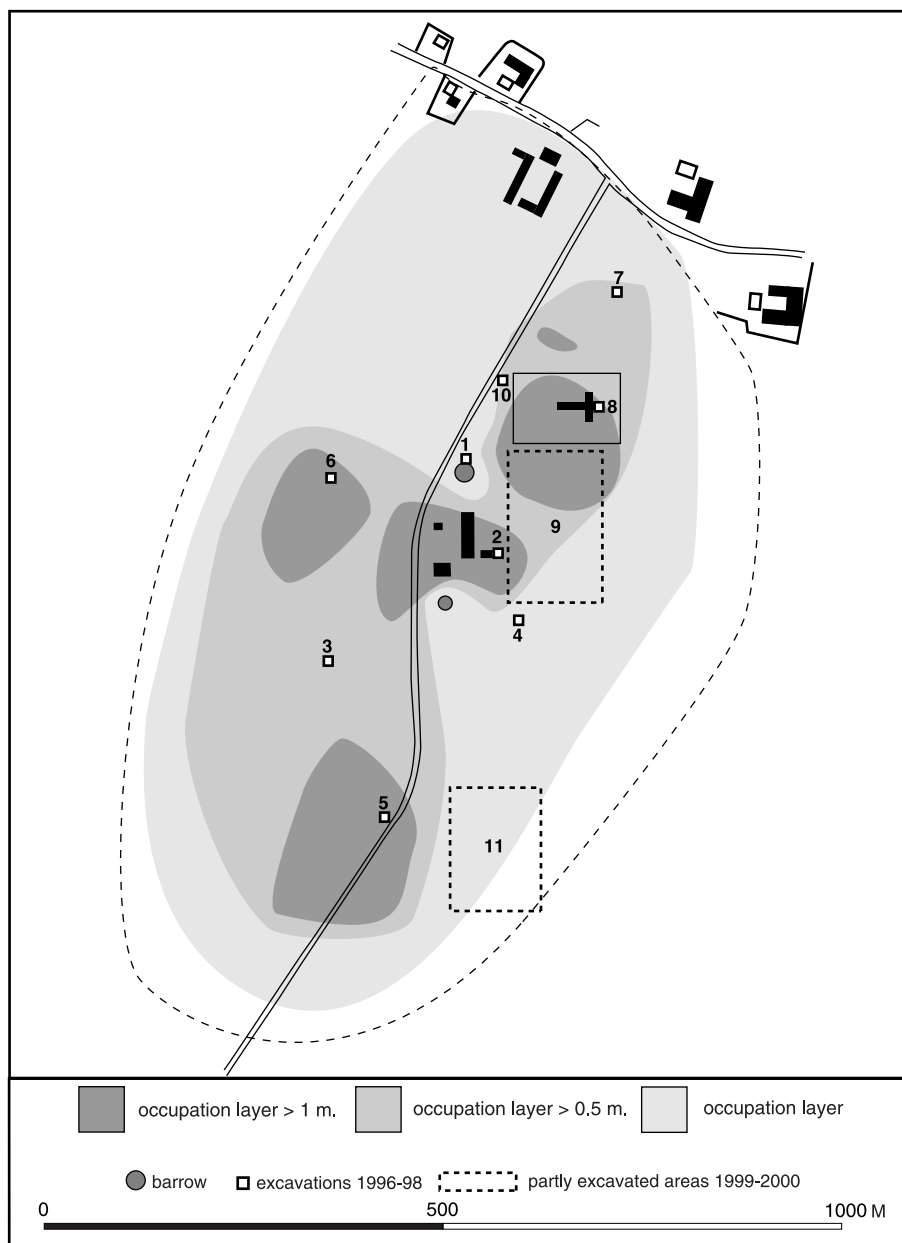 7
10
8
1
6
9
2
4
3
5
11
occupation layer > 1 m.
occupation layer > 0.5 m.
occupation layer
barrow
excavations 1996-98
partly excavated areas 1999-2000
0
500
1000 M